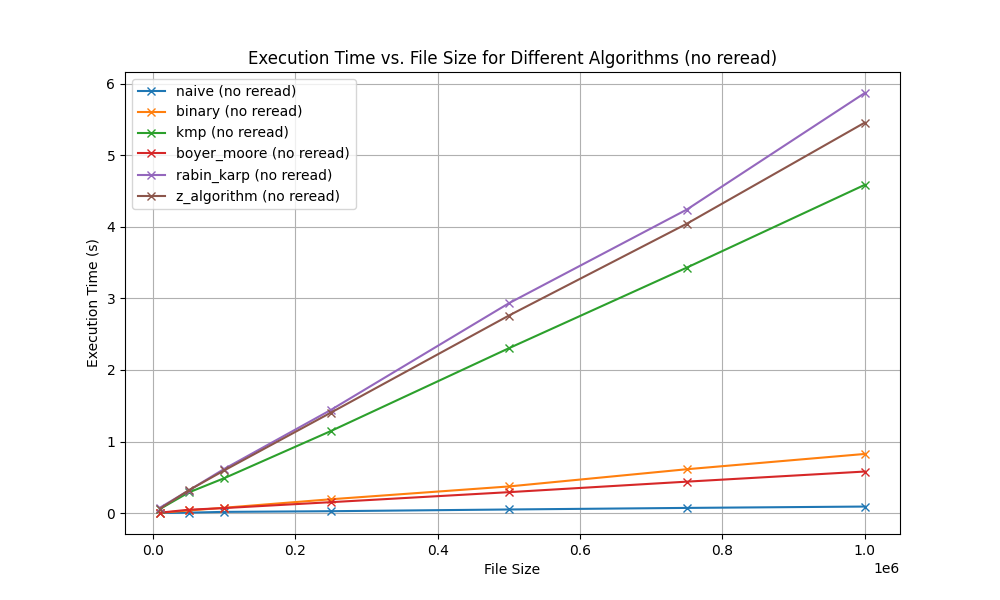 Execution Time vs. File Size for Different Algorithms (no reread)
naive (no reread)
binary (no reread)
kmp (no reread)
boyer_moore (no reread)
rabin_karp (no reread)
z_algorithm (no reread)
Execution Time (s)
6
5
4
3
2
1
0
0.0
0.2
0.4
0.6
0.8
1.0
1e6
File Size